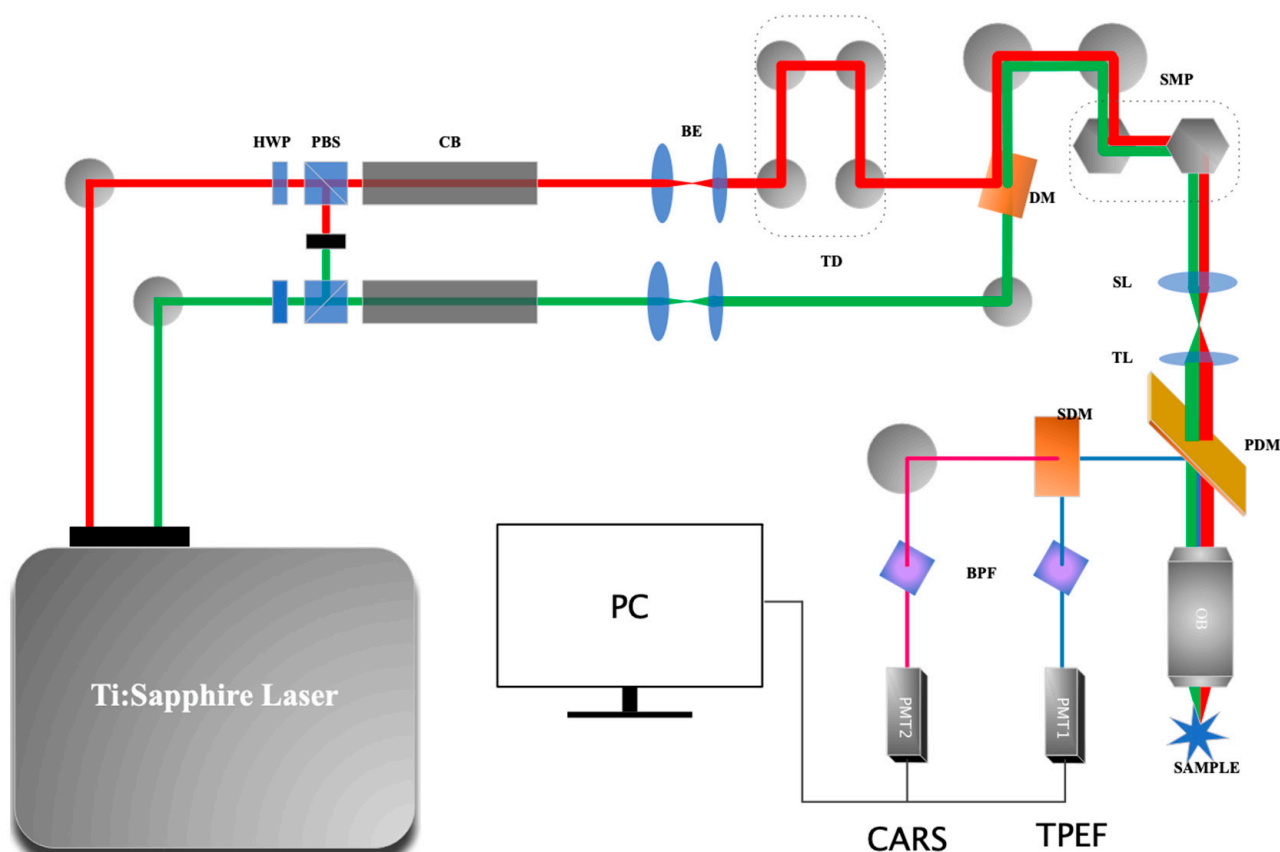 SMP
HWP
PBS
CB
BE
DM
TD
SL
TL
SDM
PDM
BPF
PC
OB
Ti:Sapphire Laser
PMT2
PMT1
SAMPLE
CARS
TPEF